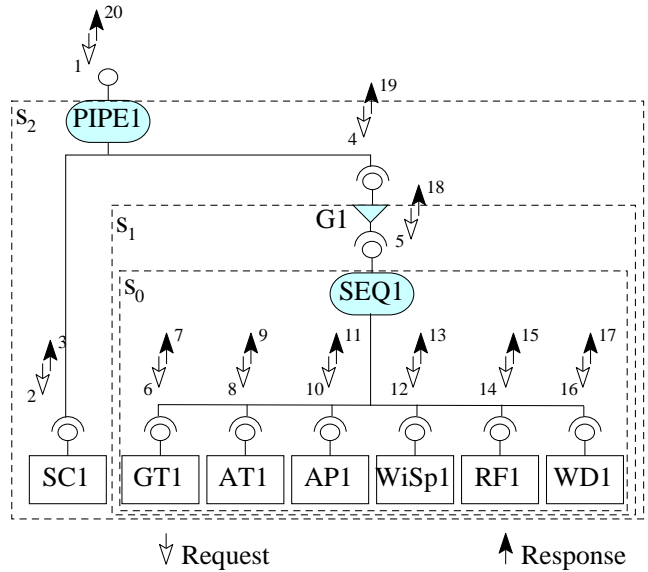 20
1
PIPE1
S2
19
4
G1
18
5
S1
S0
SEQ1
3
2
7
6
9
8
11
10
13
12
15
14
17
16
SC1
GT1
AT1
AP1
WiSp1
RF1
WD1
Request
Response